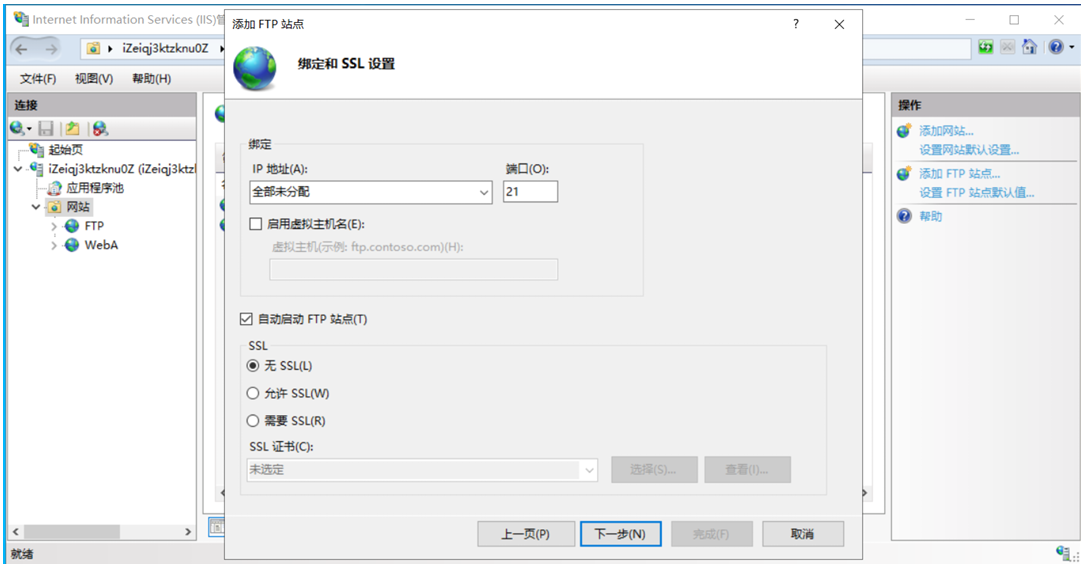 Internet Information Services (IIS)管
添加 FTP 站点
?
iZeiqj3ktzknu0Z
绑定和 SSL 设置
文件(F) 视图(V) 帮助(H)
连接
起始页
iZeiqj3ktzknu0Z (iZeiqj3ktzl
应用程序池
网站
FTP
WebA
绑定
IP 地址(A):
端口(O):
全部未分配
21
启用虚拟主机名(E):
虚拟主机(示例: ftp.contoso.com)(H):
自动启动 FTP 站点(T)
SSL
无 SSL(L)
允许 SSL(W)
需要 SSL(R)
SSL 证书(C):
未选定
选择(S)...
查看(I)...
上一页(P)
下一步(N)
完成(F)
取消
操作
添加网站...
设置网站默认设置...
添加 FTP 站点...
设置 FTP 站点默认值...
帮助
就绪